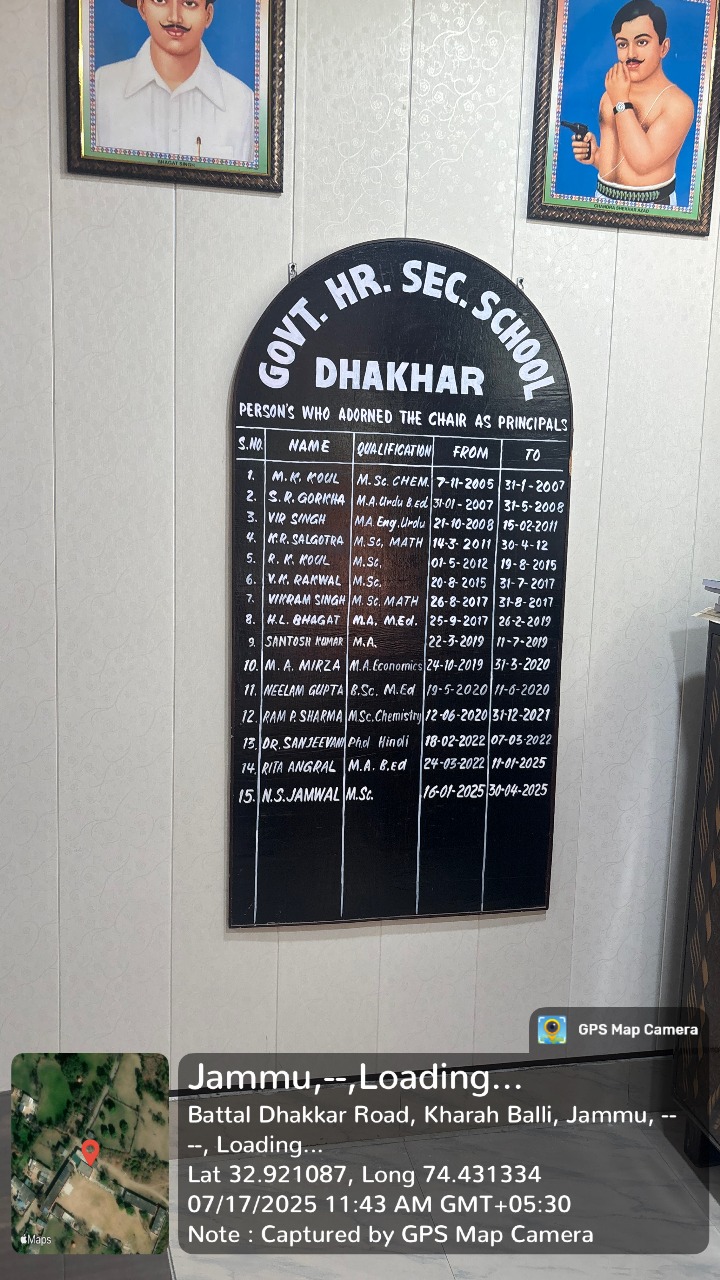 BHAGAT SINGH
CHANDRA SHEKHAR AZAD
GOVT. HR. SEC. SCHOOL
DHAKHAR
PERSON'S WHO ADORNED THE CHAIR AS PRINCIPALS
S.NO. NAME QUALIFICATION FROM TO
1. M.K. KOUL M.Sc. CHEM. 7-11-2005 31-1-2007
2. S.R. GORKHA M.A. Urdu B.ed 31-01-2007 31-5-2008
3. VIR SINGH M.A. Eng. Urdu 21-10-2008 15-02-2011
4. K.R. SALGOTRA M.Sc, MATH 14-3-2011 30-4-12
5. R.K. KOUL M.Sc. 01-5-2012 19-8-2015
6. V.K. RAKWAL M.Sc. 20-8-2015 31-7-2017
7. VIKRAM SINGH M.Sc. MATH 26-8-2017 31-8-2017
8. H.L. BHAGAT M.A. M.Ed. 25-9-2017 26-2-2019
9. SANTOSH KUMAR M.A. 22-3-2019 11-7-2019
10. M.A. MIRZA M.A. Economics 24-10-2019 31-3-2020
11. NEELAM GUPTA B.Sc. M.Ed 19-5-2020 11-6-2020
12. RAM P. SHARMA M.Sc. Chemistry 12-06-2020 31-12-2021
13. DR. SANJEEVANI Phd Hindi 18-02-2022 07-03-2022
14. RITA ANGRAL M.A. B.Ed 24-03-2022 11-01-2025
15. N.S. JAMWAL M.Sc. 16-01-2025 30-04-2025
GPS Map Camera
Jammu,--,Loading...
Battal Dhakkar Road, Kharah Balli, Jammu, --
--, Loading...
Lat 32.921087, Long 74.431334
07/17/2025 11:43 AM GMT+05:30
Note : Captured by GPS Map Camera
Maps